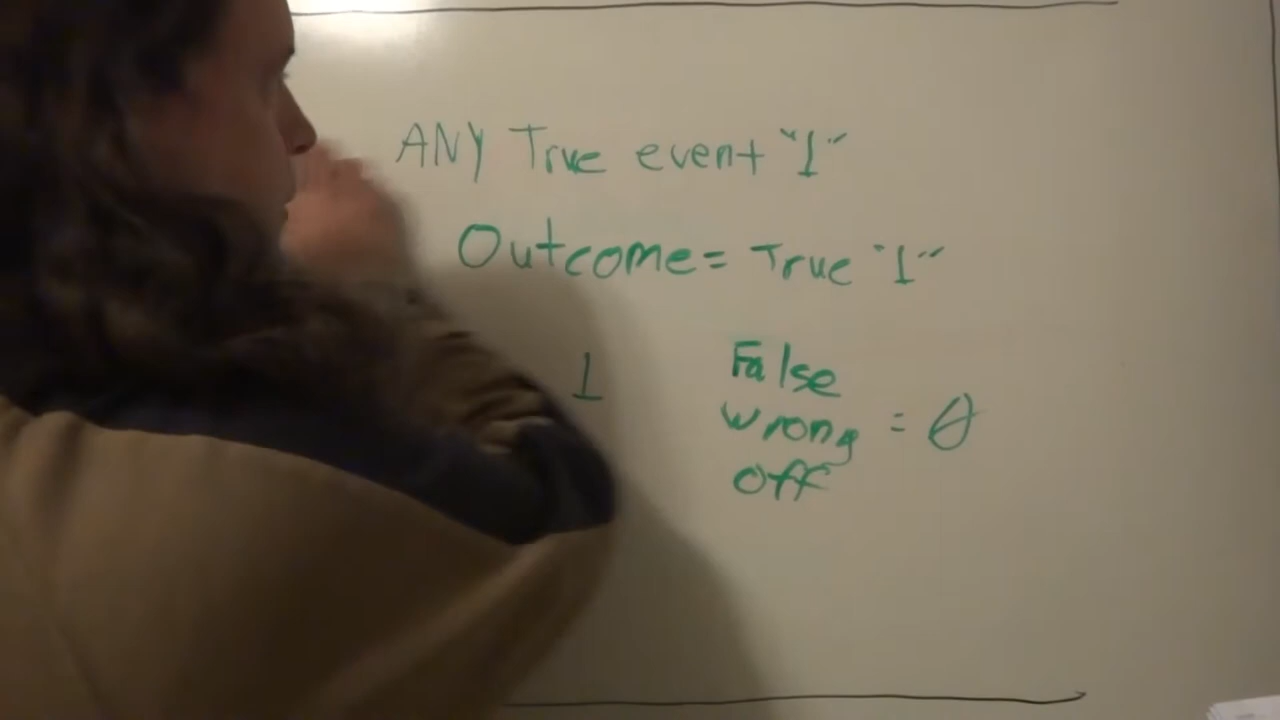 ANY True event "1"
Outcome = True "1"
1
False
wrong = 0
off